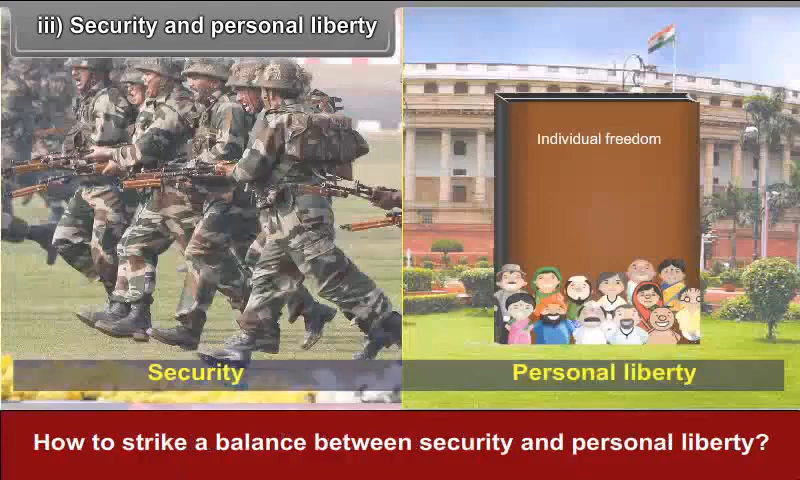 iii) Security and personal liberty
Individual freedom
Security
Personal liberty
How to strike a balance between security and personal liberty?